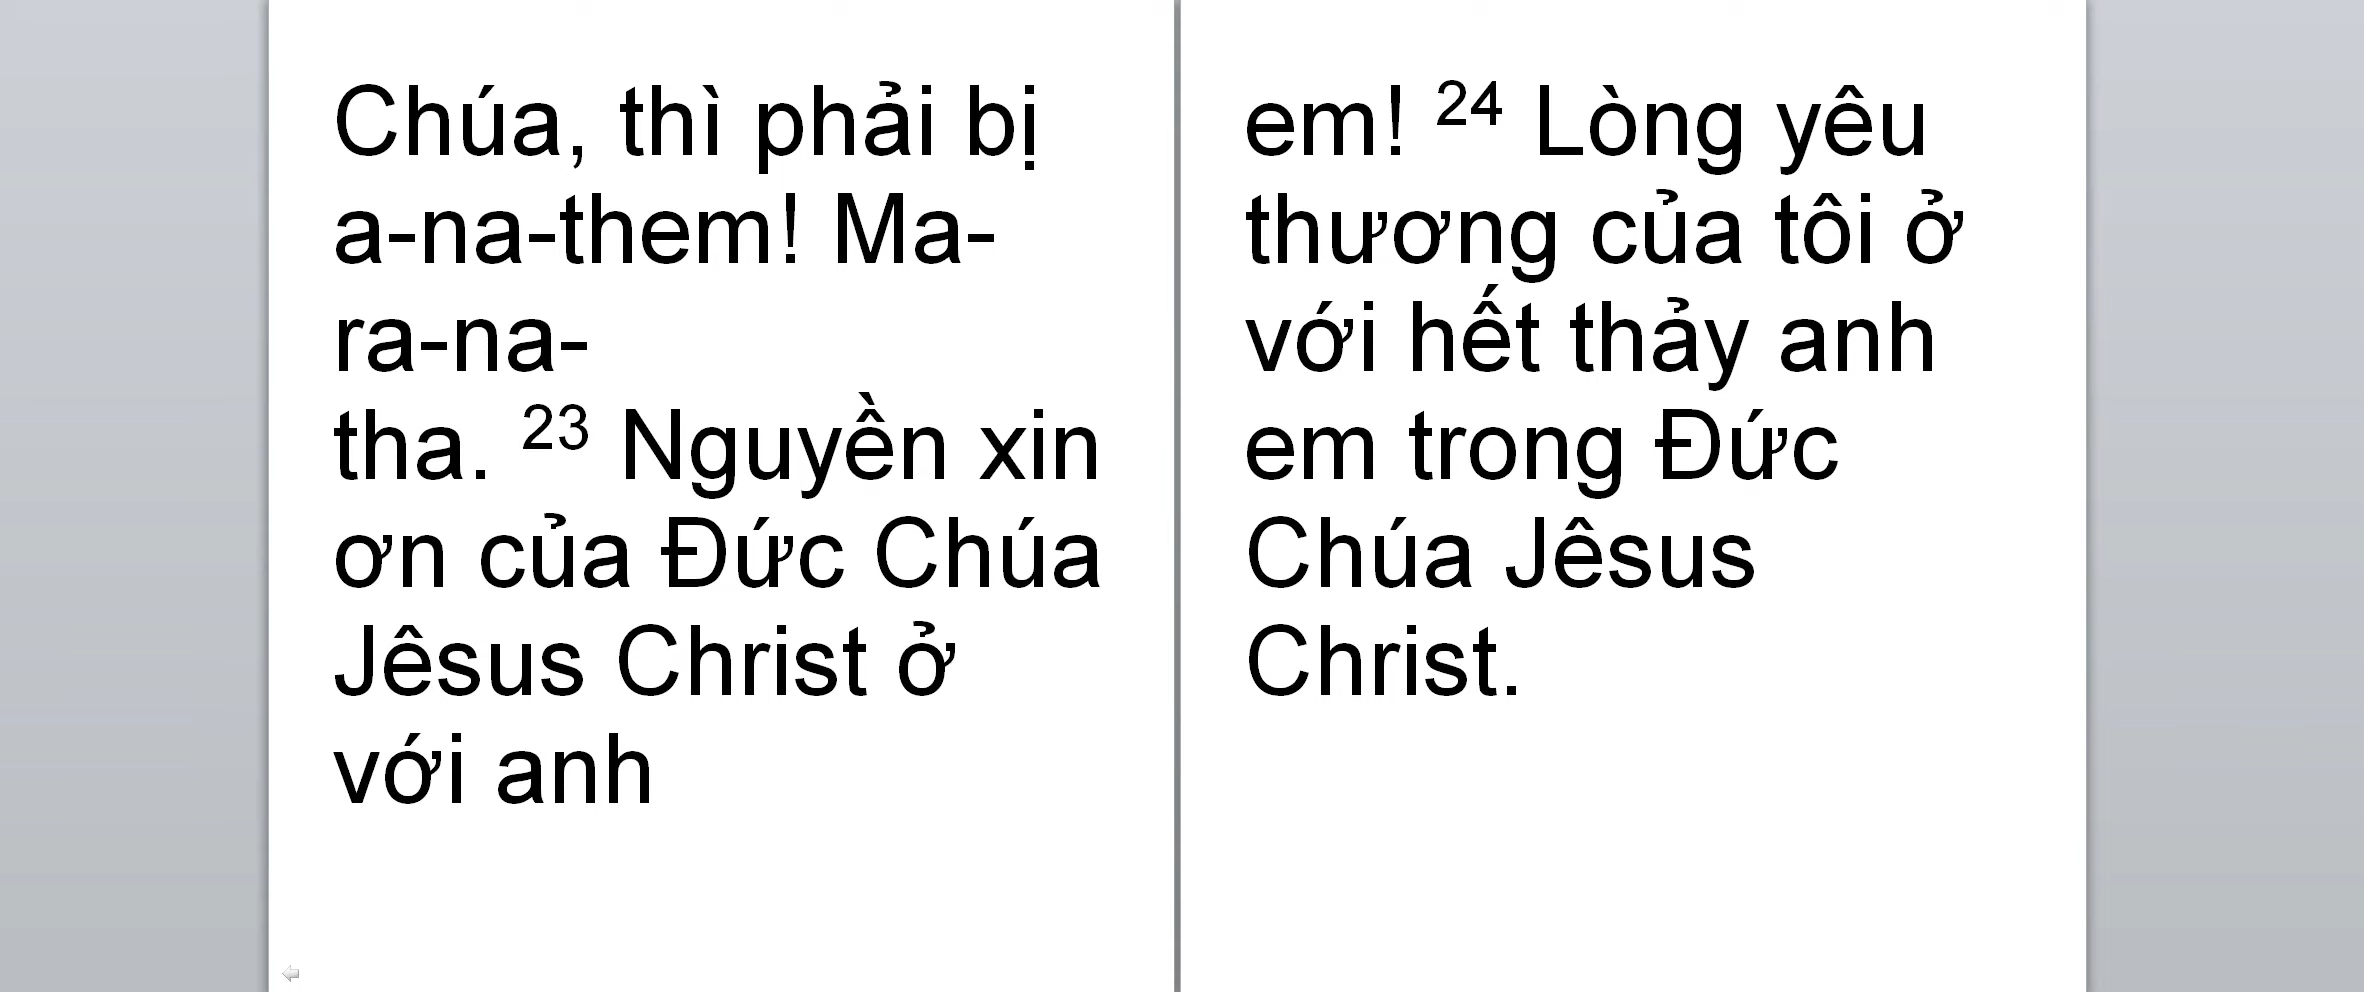 Chúa, thì phải bị
a-na-them! Ma-
ra-na-
tha. 23 Nguyền xin
ơn của Đức Chúa
Jêsus Christ ở
với anh
em! 24 Lòng yêu
thương của tôi ở
với hết thảy anh
em trong Đức
Chúa Jêsus
Christ.